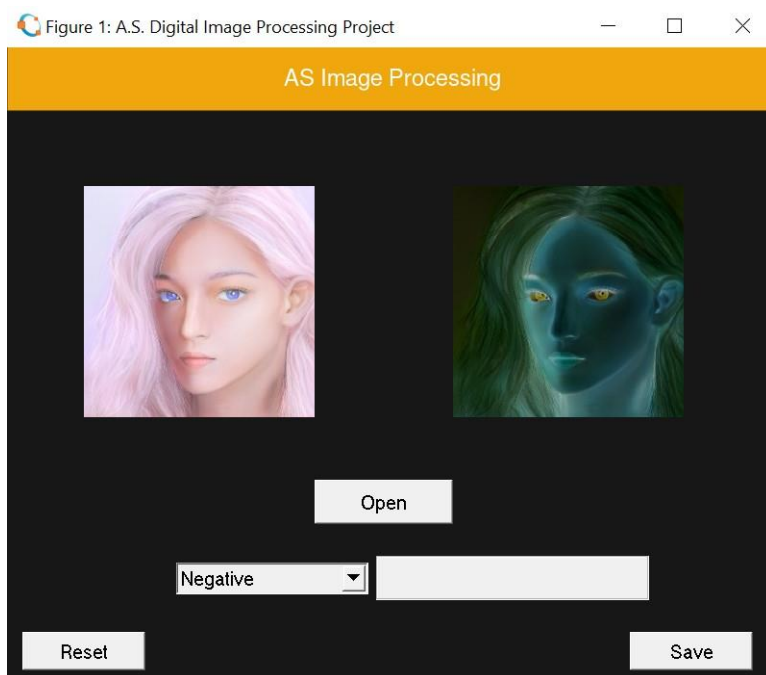 Figure 1: A.S. Digital Image Processing Project
AS Image Processing
Open
Negative
Reset
Save